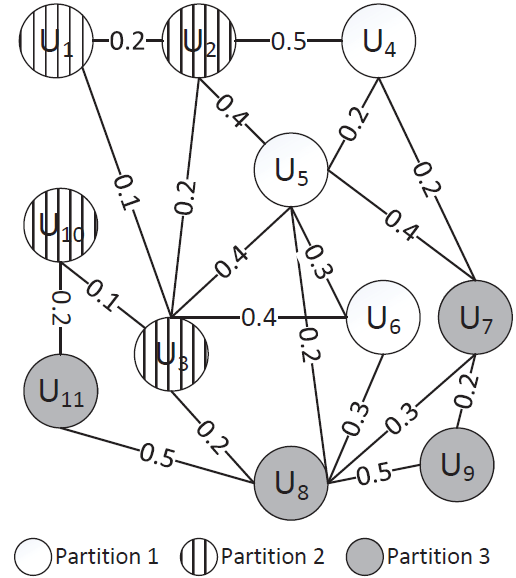 U1 0.2 U2 0.5 U4
0.4 0.2
U5
0.1 0.2 0.2
U10 0.4 0.4
0.3
0.1
0.2 0.4 U6 U7
0.2
U3
U11
0.2 0.3 0.3 0.2
0.5
U8 0.5 U9
Partition 1 Partition 2 Partition 3